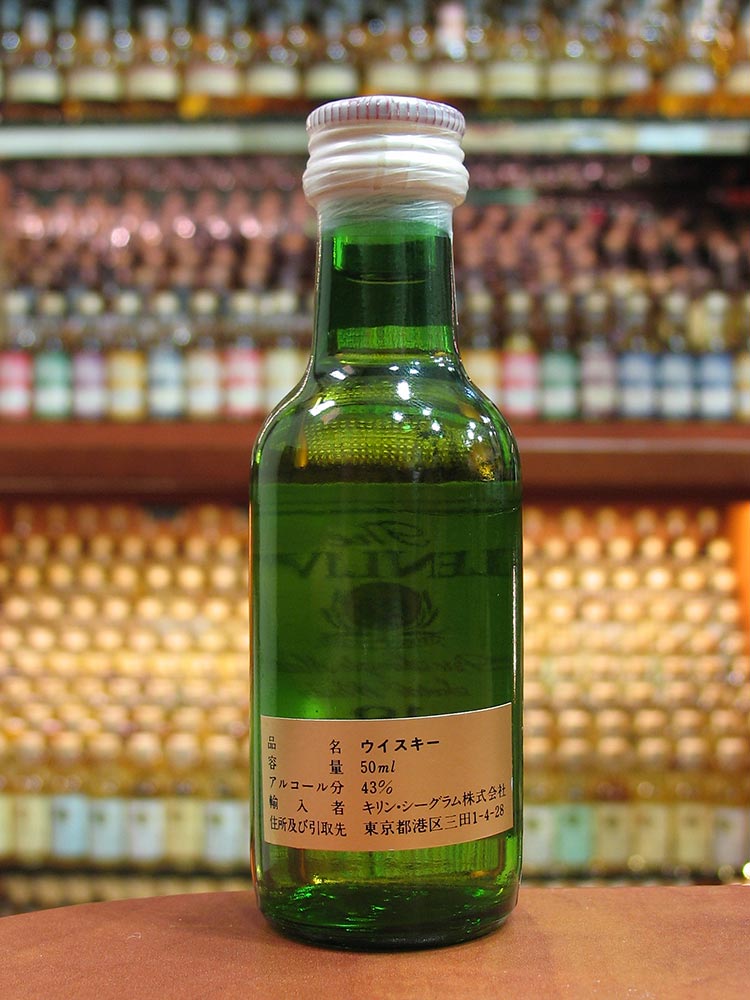 品名 ウイスキー
容量 50ml
アルコール分 43%
輸入者 キリン・シーグラム株式会社
住所及び引取先 東京都港区三田1-4-28